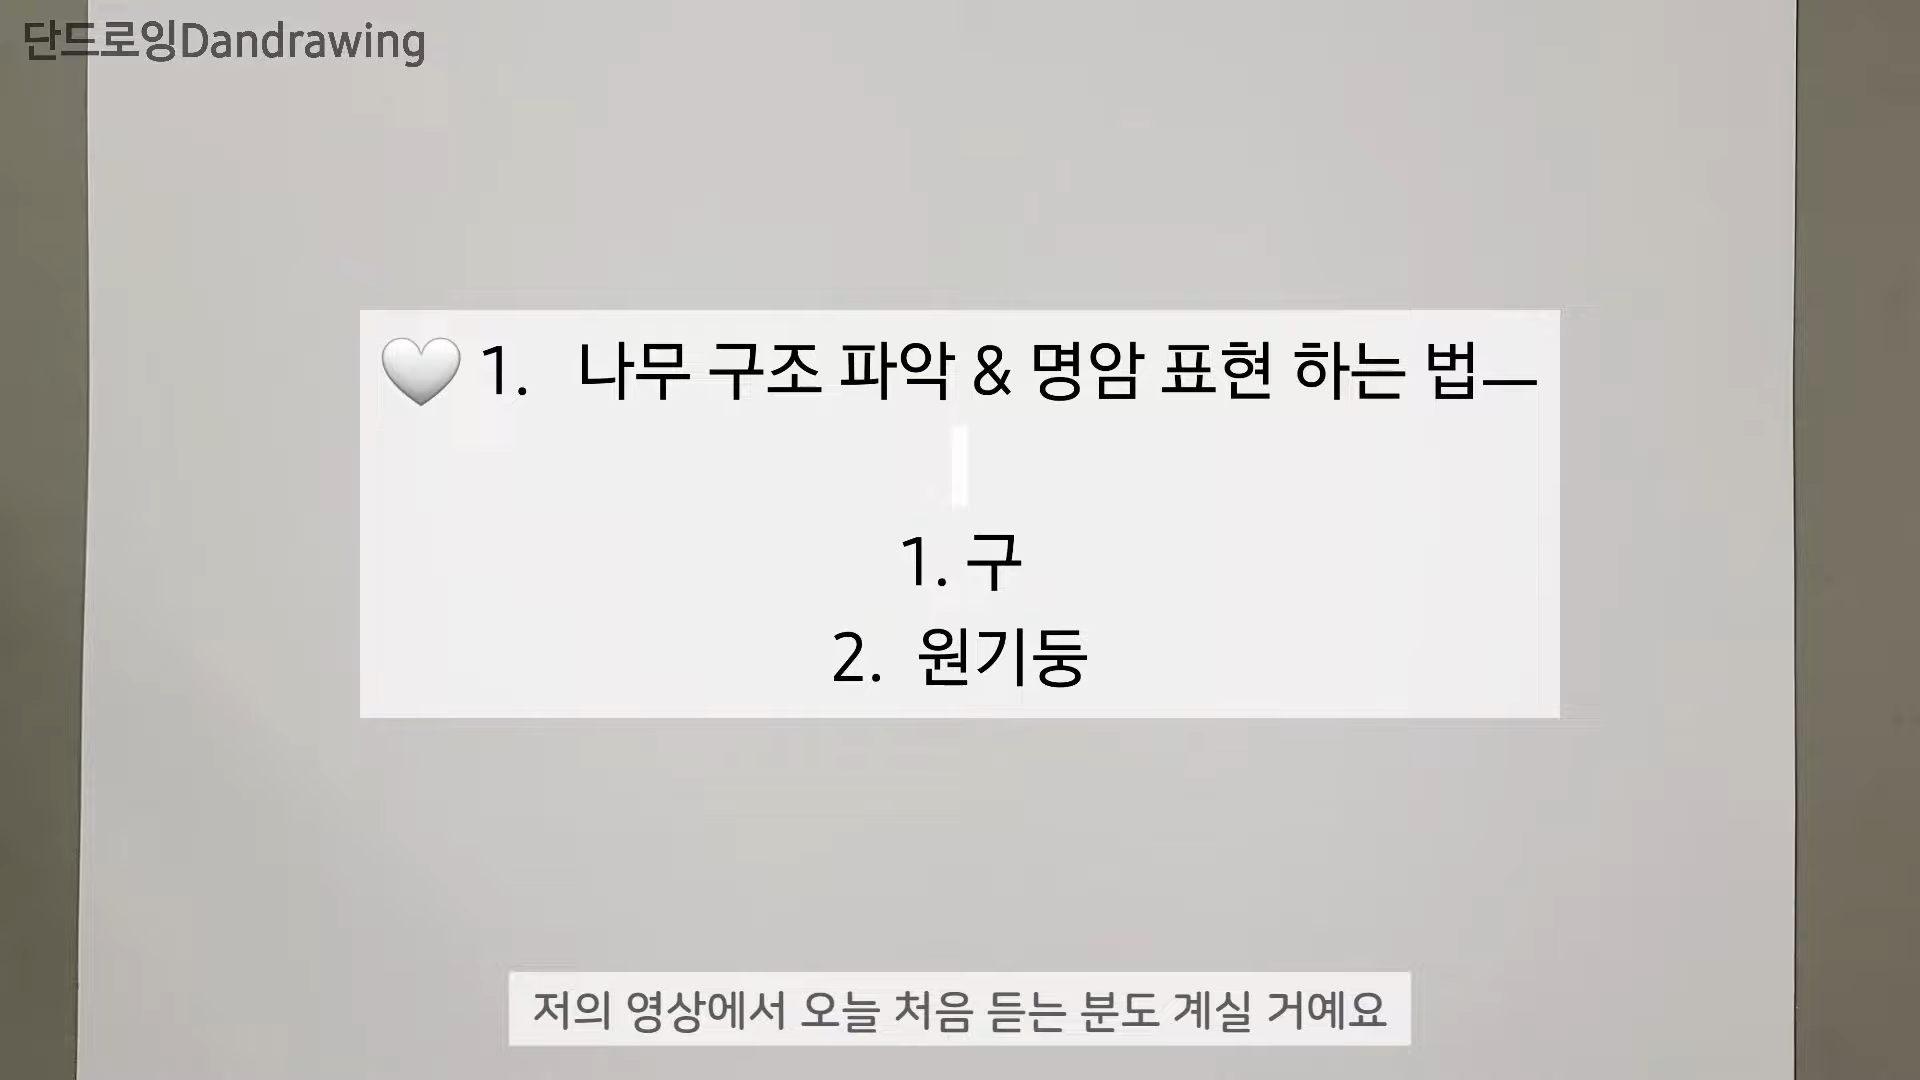 단드로잉Dandrawing
🤍 1. 나무 구조 파악 & 명암 표현 하는 법ㅡ
1. 구
2. 원기둥
저의 영상에서 오늘 처음 듣는 분도 계실 거예요